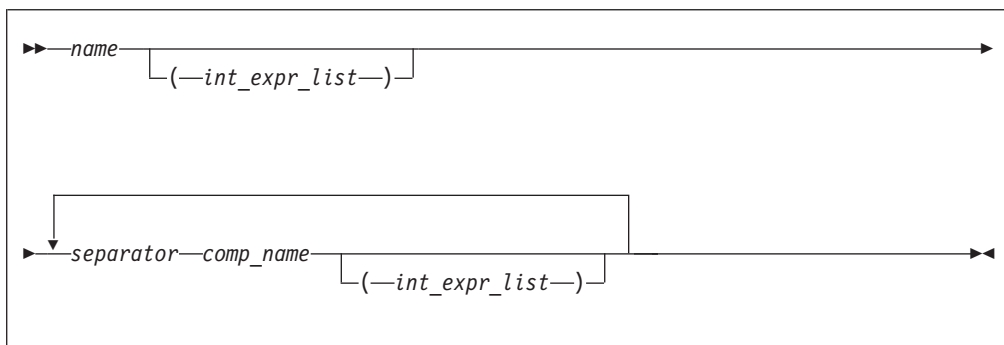 name
( int_expr_list )
separator comp_name
( int_expr_list )